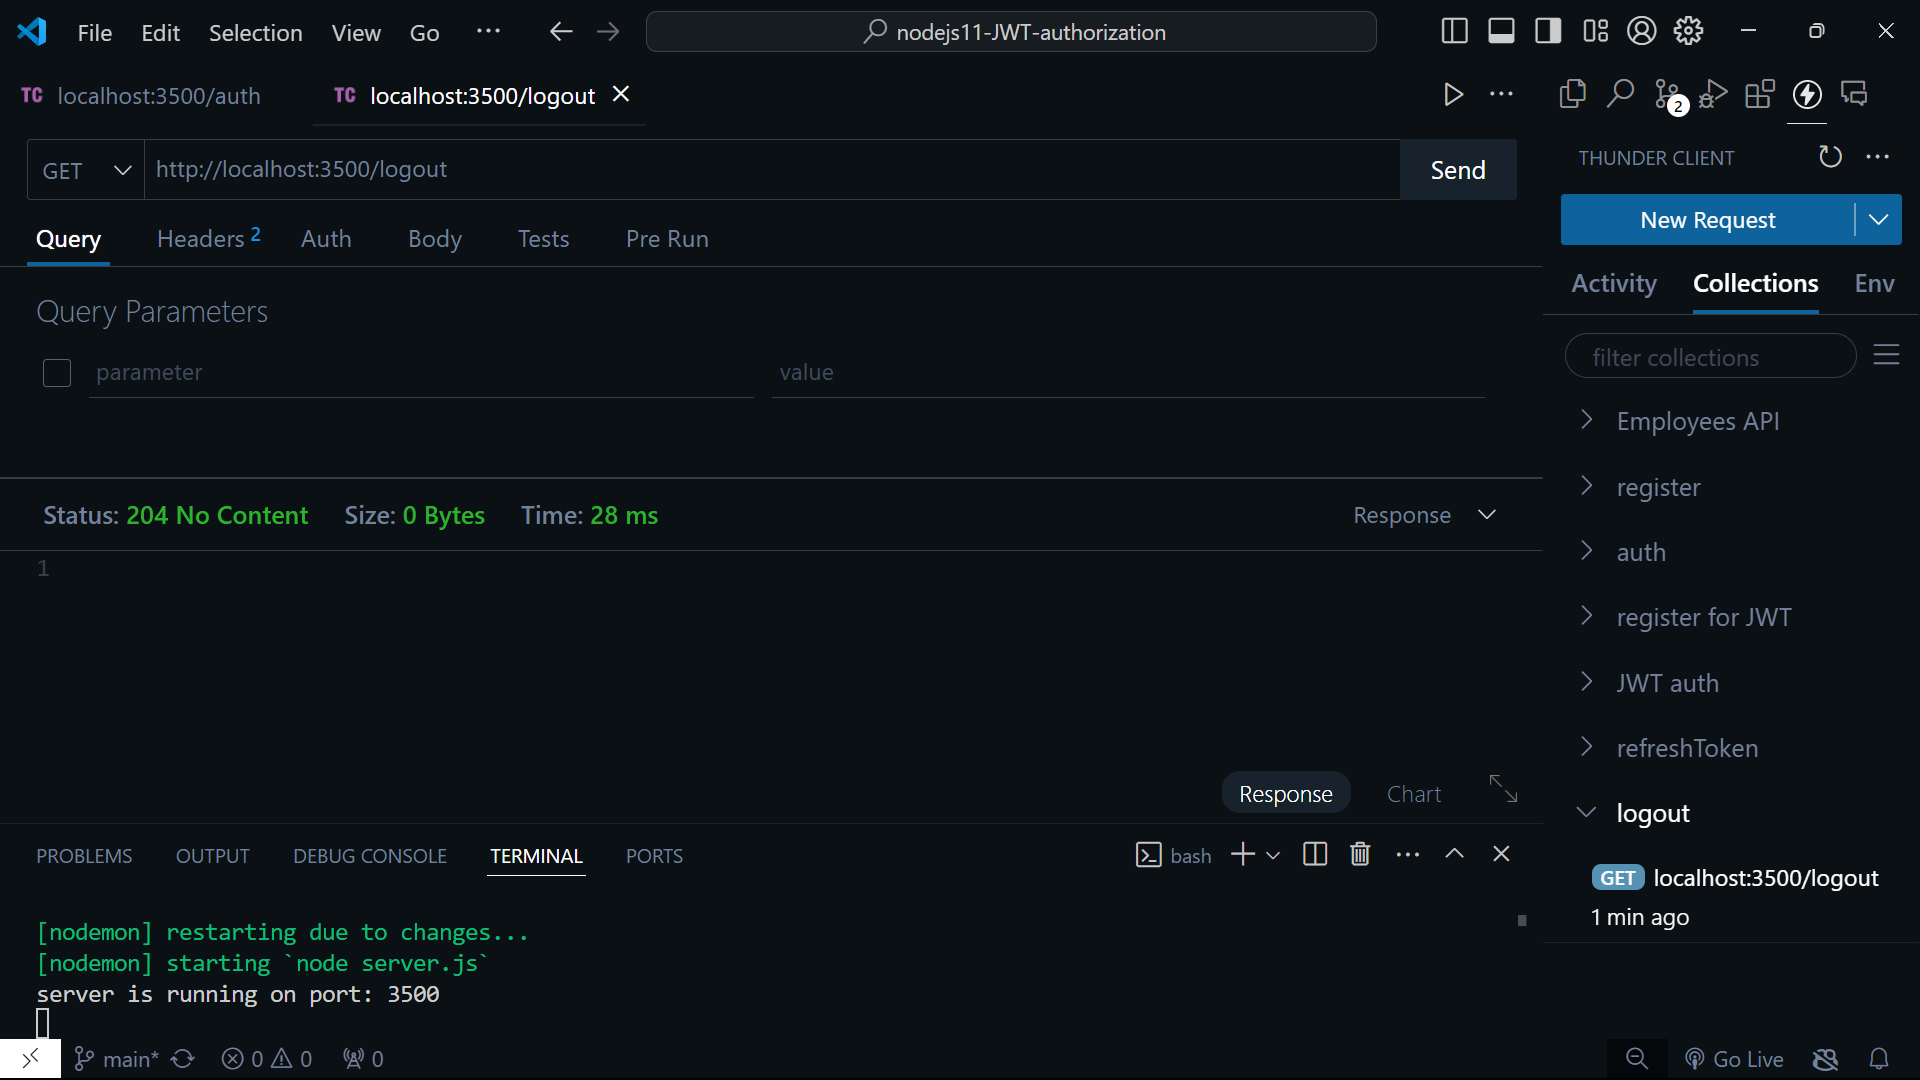 File Edit Selection View Go ···
nodejs11-JWT-authorization
TC localhost:3500/auth
TC localhost:3500/logout
2
GET
http://localhost:3500/logout
Send
Query Headers 2 Auth Body Tests Pre Run
Query Parameters
parameter value
Status: 204 No Content Size: 0 Bytes Time: 28 ms
Response
1
Response Chart
PROBLEMS OUTPUT DEBUG CONSOLE TERMINAL PORTS
bash
[nodemon] restarting due to changes...
[nodemon] starting `node server.js`
server is running on port: 3500
main* 0 0 0
Go Live
THUNDER CLIENT
New Request
Activity Collections Env
filter collections
Employees API
register
auth
register for JWT
JWT auth
refreshToken
logout
GET localhost:3500/logout
1 min ago